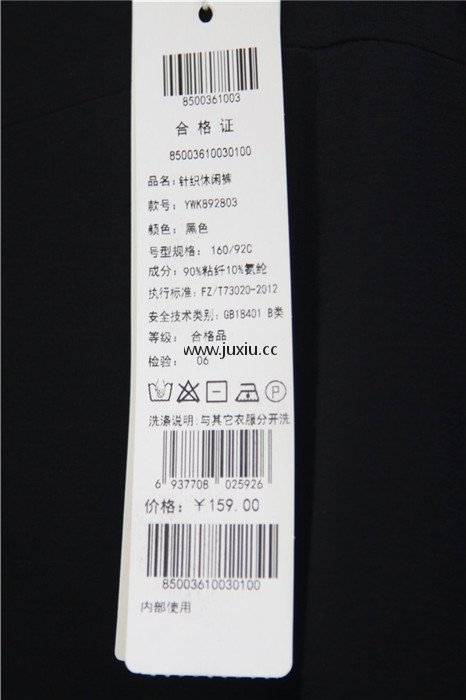 8500361003
合格证
85003610030100
品名: 针织休闲裤
款号: YWK892803
颜色: 黑色
号型规格: 160/92C
成分: 90%粘纤10%氨纶
执行标准: FZ/T73020-2012
安全技术类别: GB18401 B类
等级: 合格品
www.juxiu.cc
检验: 06
P
洗涤说明:与其它衣服分开洗
6 937708 025926
价格: ￥159.00
85003610030100
内部使用